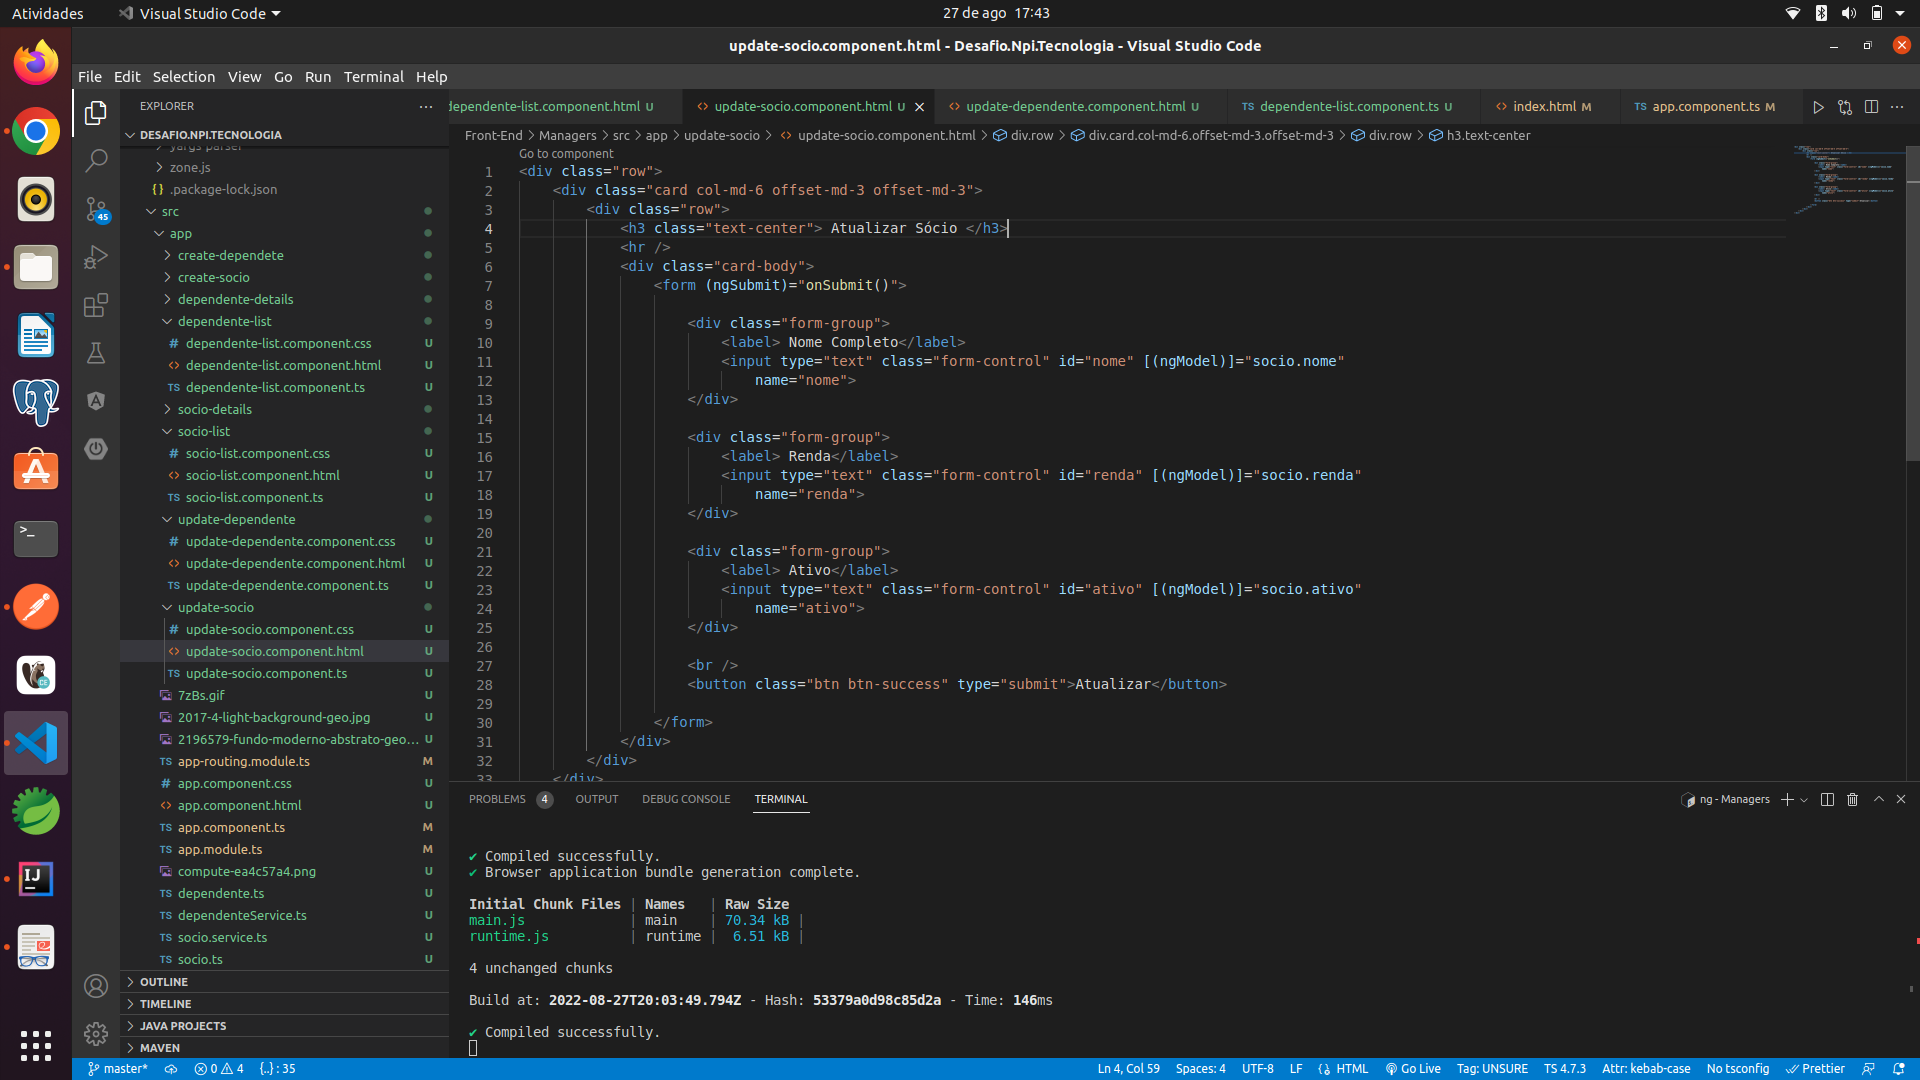 Atividades
Visual Studio Code
27 de ago 17:43
update-socio.component.html - Desafio.Npi.Tecnologia - Visual Studio Code
File Edit Selection View Go Run Terminal Help
EXPLORER
DESAFIO.NPI.TECNOLOGIA
yargs-parser
zone.js
{} .package-lock.json
src
app
create-dependete
create-socio
dependente-details
dependente-list
# dependente-list.component.css U
<> dependente-list.component.html U
TS dependente-list.component.ts U
socio-details
socio-list
# socio-list.component.css U
<> socio-list.component.html U
TS socio-list.component.ts U
update-dependente
# update-dependente.component.css U
<> update-dependente.component.html U
TS update-dependente.component.ts U
update-socio
# update-socio.component.css U
<> update-socio.component.html U
TS update-socio.component.ts U
7zBs.gif U
2017-4-light-background-geo.jpg U
2196579-fundo-moderno-abstrato-geo... U
TS app-routing.module.ts M
# app.component.css U
<> app.component.html U
TS app.component.ts M
TS app.module.ts M
compute-ea4c57a4.png U
TS dependente.ts U
TS dependenteService.ts U
TS socio.service.ts U
TS socio.ts U
OUTLINE
TIMELINE
JAVA PROJECTS
MAVEN
45
dependente-list.component.html U
<> update-socio.component.html U
<> update-dependente.component.html U
TS dependente-list.component.ts U
<> index.html M
TS app.component.ts M
Front-End > Managers > src > app > update-socio > <> update-socio.component.html > div.row > div.card.col-md-6.offset-md-3.offset-md-3 > div.row > h3.text-center
Go to component
1 <div class="row">
2 <div class="card col-md-6 offset-md-3 offset-md-3">
3 <div class="row">
4 <h3 class="text-center"> Atualizar Sócio </h3>
5 <hr />
6 <div class="card-body">
7 <form (ngSubmit)="onSubmit()">
8
9 <div class="form-group">
10 <label> Nome Completo</label>
11 <input type="text" class="form-control" id="nome" [(ngModel)]="socio.nome"
12 name="nome">
13 </div>
14
15 <div class="form-group">
16 <label> Renda</label>
17 <input type="text" class="form-control" id="renda" [(ngModel)]="socio.renda"
18 name="renda">
19 </div>
20
21 <div class="form-group">
22 <label> Ativo</label>
23 <input type="text" class="form-control" id="ativo" [(ngModel)]="socio.ativo"
24 name="ativo">
25 </div>
26
27 <br />
28 <button class="btn btn-success" type="submit">Atualizar</button>
29
30 </form>
31 </div>
32 </div>
33 </div>
PROBLEMS 4 OUTPUT DEBUG CONSOLE TERMINAL
ng - Managers
✔ Compiled successfully.
✔ Browser application bundle generation complete.
Initial Chunk Files | Names | Raw Size
main.js | main | 70.34 kB |
runtime.js | runtime | 6.51 kB |
4 unchanged chunks
Build at: 2022-08-27T20:03:49.794Z - Hash: 53379a0d98c85d2a - Time: 146ms
✔ Compiled successfully.
master* 0 4 {..} : 35
Ln 4, Col 59 Spaces: 4 UTF-8 LF HTML Go Live Tag: UNSURE TS 4.7.3 Attr: kebab-case No tsconfig Prettier